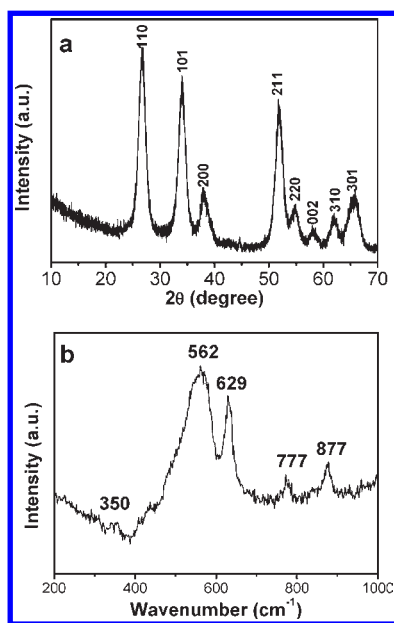 a
110
101
200
211
220
002
310
301
Intensity (a.u.)
10 20 30 40 50 60 70
2θ (degree)
b
562
629
350
777
877
Intensity (a.u.)
200 400 600 800 1000
Wavenumber (cm⁻¹)